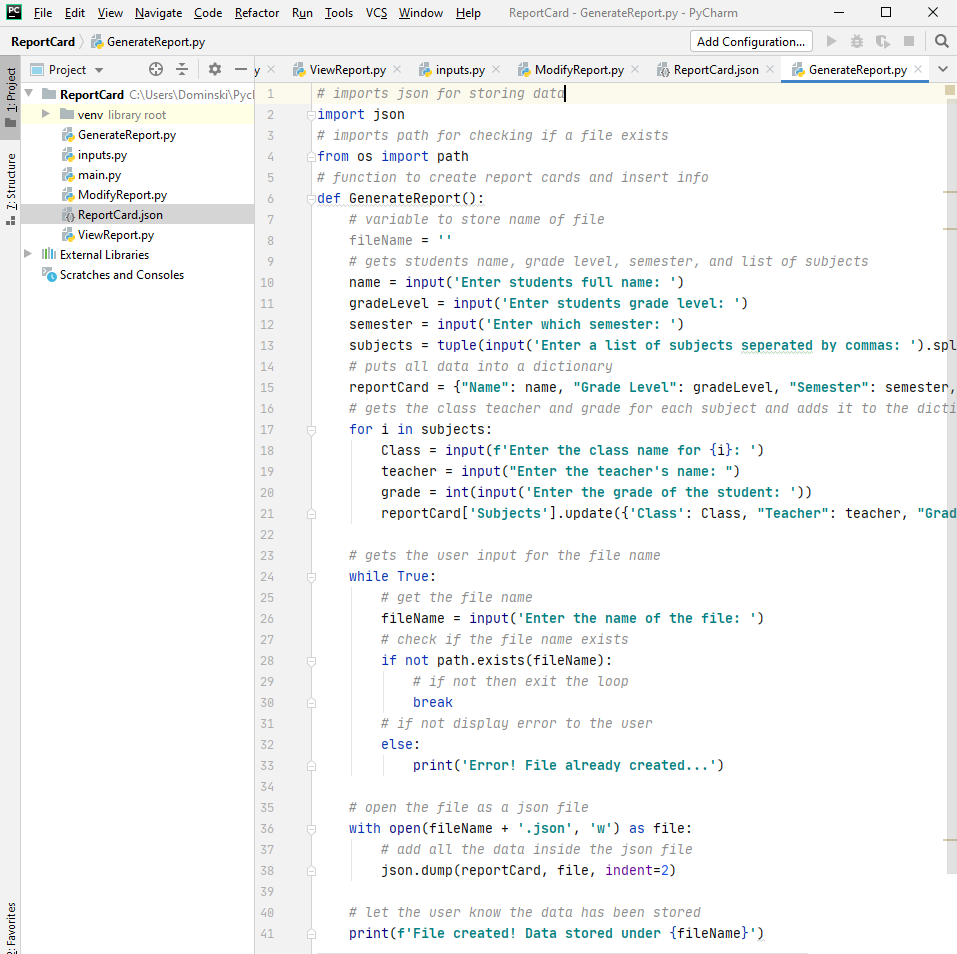 PC File Edit View Navigate Code Refactor Run Tools VCS Window Help ReportCard - GenerateReport.py - PyCharm
ReportCard GenerateReport.py Add Configuration...
Project y ViewReport.py inputs.py ModifyReport.py ReportCard.json GenerateReport.py
1: Project
7: Structure
2: Favorites
ReportCard C:\Users\Dominski\Pycl
venv library root
GenerateReport.py
inputs.py
main.py
ModifyReport.py
ReportCard.json
ViewReport.py
External Libraries
Scratches and Consoles
1 # imports json for storing data
2 import json
3 # imports path for checking if a file exists
4 from os import path
5 # function to create report cards and insert info
6 def GenerateReport():
7 # variable to store name of file
8 fileName = ''
9 # gets students name, grade level, semester, and list of subjects
10 name = input('Enter students full name: ')
11 gradeLevel = input('Enter students grade level: ')
12 semester = input('Enter which semester: ')
13 subjects = tuple(input('Enter a list of subjects seperated by commas: ').spl
14 # puts all data into a dictionary
15 reportCard = {"Name": name, "Grade Level": gradeLevel, "Semester": semester,
16 # gets the class teacher and grade for each subject and adds it to the dicti
17 for i in subjects:
18 Class = input(f'Enter the class name for {i}: ')
19 teacher = input("Enter the teacher's name: ")
20 grade = int(input('Enter the grade of the student: '))
21 reportCard['Subjects'].update({'Class': Class, "Teacher": teacher, "Grad
22
23 # gets the user input for the file name
24 while True:
25 # get the file name
26 fileName = input('Enter the name of the file: ')
27 # check if the file name exists
28 if not path.exists(fileName):
29 # if not then exit the loop
30 break
31 # if not display error to the user
32 else:
33 print('Error! File already created...')
34
35 # open the file as a json file
36 with open(fileName + '.json', 'w') as file:
37 # add all the data inside the json file
38 json.dump(reportCard, file, indent=2)
39
40 # let the user know the data has been stored
41 print(f'File created! Data stored under {fileName}')